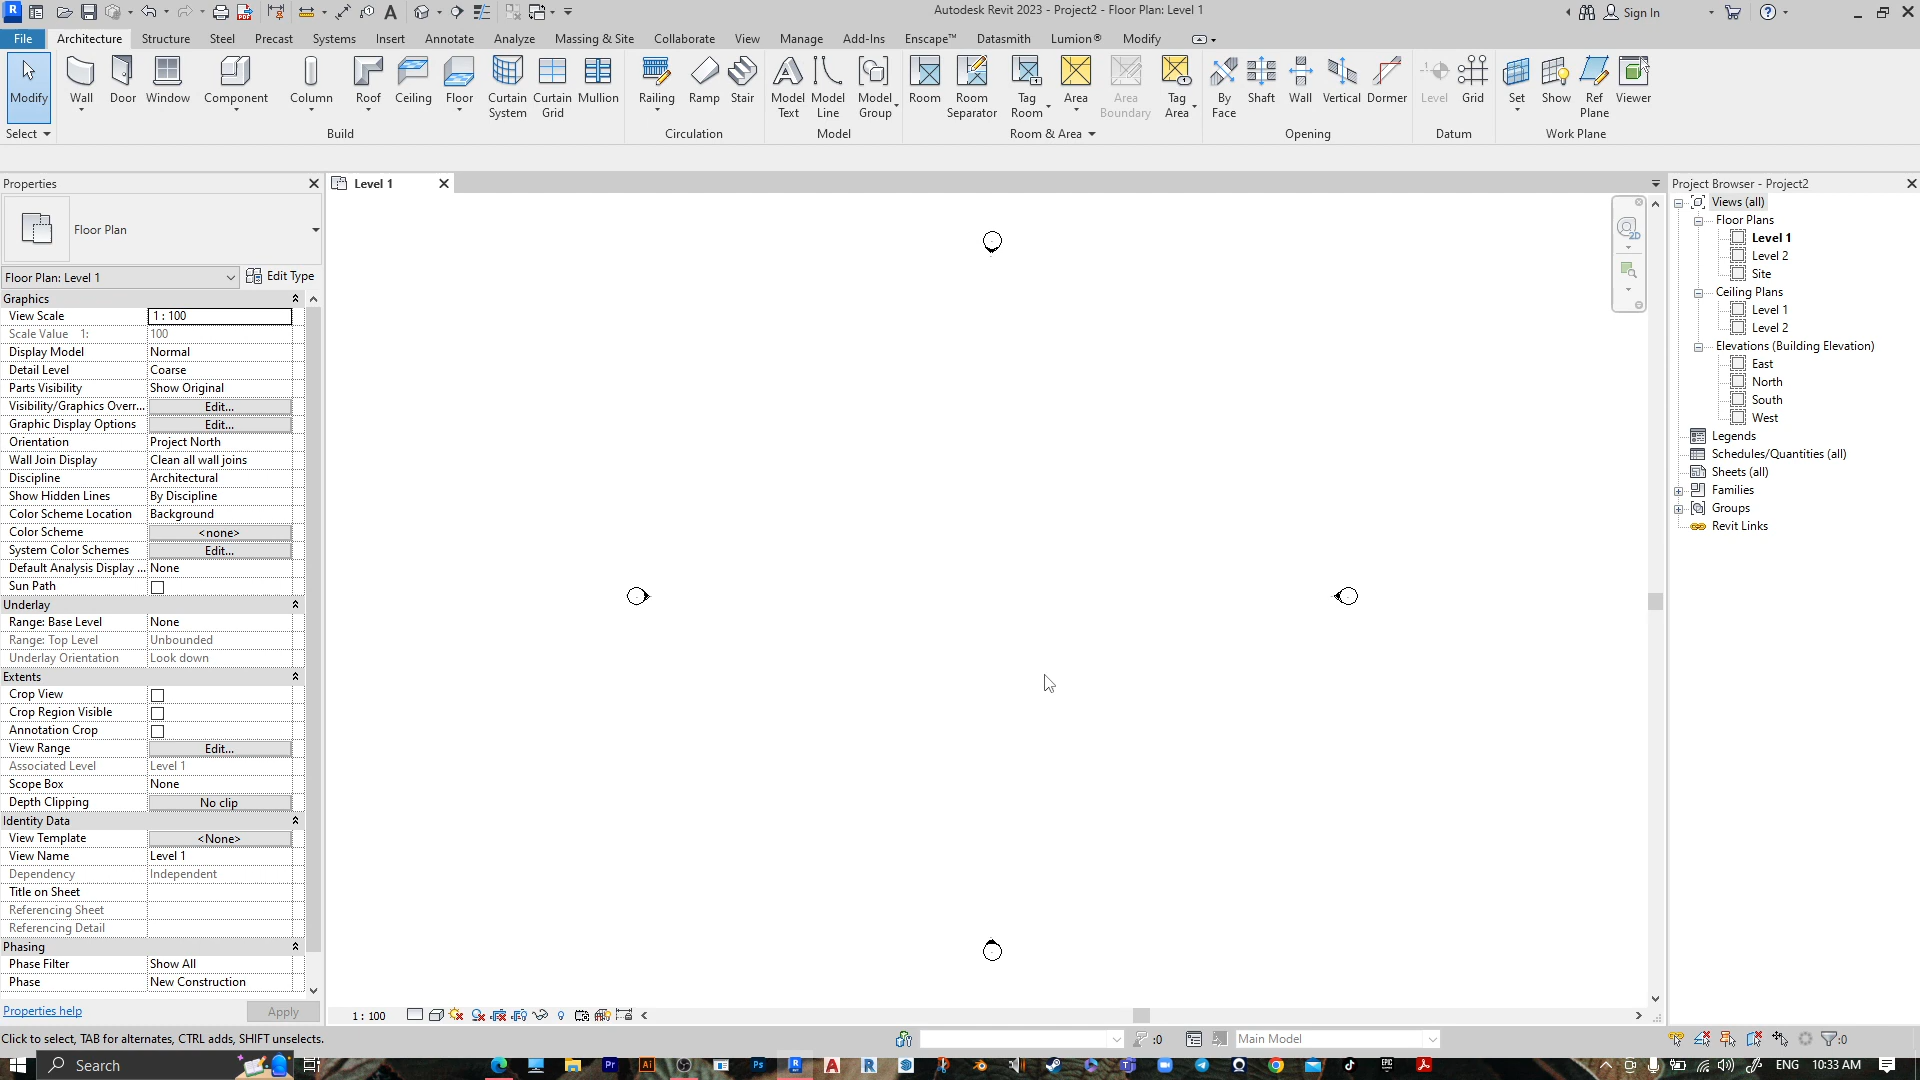 Autodesk Revit 2023 - Project2 - Floor Plan: Level 1
Sign In
File Architecture Structure Steel Precast Systems Insert Annotate Analyze Massing & Site Collaborate View Manage Add-Ins Enscape™ Datasmith Lumion® Modify
Modify Wall Door Window Component Column Roof Ceiling Floor Curtain System Curtain Grid Mullion Railing Ramp Stair Model Text Model Line Model Group Room Room Separator Tag Room Area Area Boundary Tag Area By Face Shaft Wall Vertical Dormer Level Grid Set Show Ref Plane Viewer
Select Build Circulation Model Room & Area Opening Datum Work Plane
Properties
Floor Plan
Floor Plan: Level 1 Edit Type
Graphics
View Scale 1 : 100
Scale Value 1: 100
Display Model Normal
Detail Level Coarse
Parts Visibility Show Original
Visibility/Graphics Overr... Edit...
Graphic Display Options Edit...
Orientation Project North
Wall Join Display Clean all wall joins
Discipline Architectural
Show Hidden Lines By Discipline
Color Scheme Location Background
Color Scheme <none>
System Color Schemes Edit...
Default Analysis Display ... None
Sun Path
Underlay
Range: Base Level None
Range: Top Level Unbounded
Underlay Orientation Look down
Extents
Crop View
Crop Region Visible
Annotation Crop
View Range Edit...
Associated Level Level 1
Scope Box None
Depth Clipping No clip
Identity Data
View Template <None>
View Name Level 1
Dependency Independent
Title on Sheet
Referencing Sheet
Referencing Detail
Phasing
Phase Filter Show All
Phase New Construction
Properties help Apply
Level 1
2D
1 : 100
Project Browser - Project2
Views (all)
Floor Plans
Level 1
Level 2
Site
Ceiling Plans
Level 1
Level 2
Elevations (Building Elevation)
East
North
South
West
Legends
Schedules/Quantities (all)
Sheets (all)
Families
Groups
Revit Links
Click to select, TAB for alternates, CTRL adds, SHIFT unselects.
:0
Main Model
:0
Search
Pr
Ai
Ps
ENG 10:33 AM